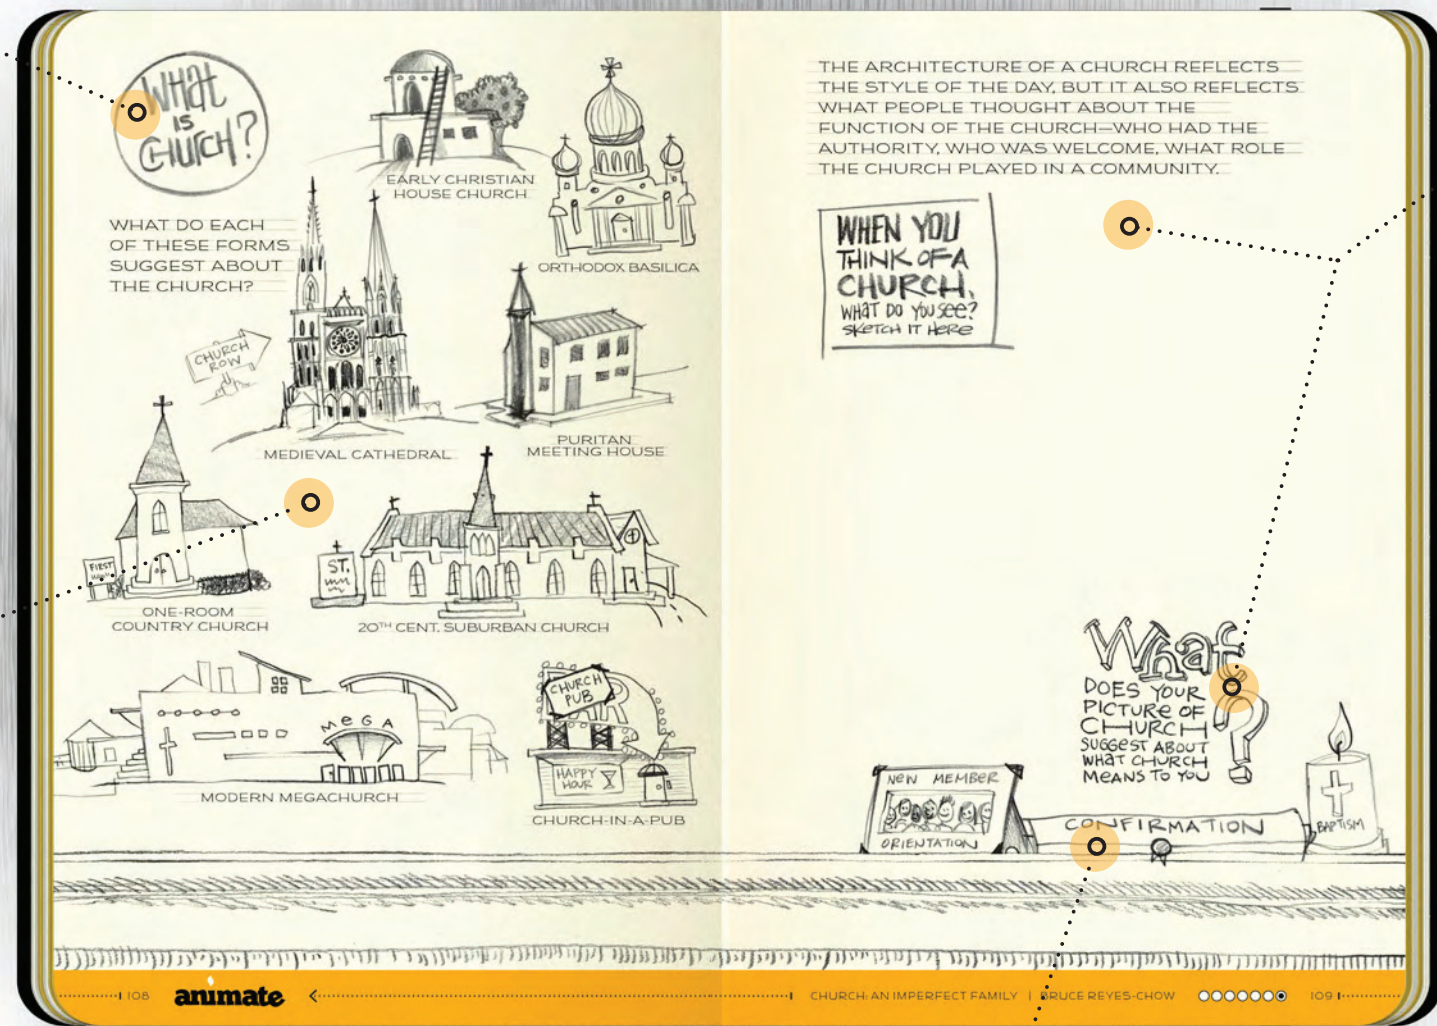 WHAT
IS
CHURCH?
WHAT DO EACH
OF THESE FORMS
SUGGEST ABOUT
THE CHURCH?
EARLY CHRISTIAN
HOUSE CHURCH
ORTHODOX BASILICA
CHURCH
ROW
MEDIEVAL CATHEDRAL
PURITAN
MEETING HOUSE
FIRST
ONE-ROOM
COUNTRY CHURCH
ST.
20TH CENT. SUBURBAN CHURCH
MEGA
MODERN MEGACHURCH
CHURCH
PUB
HAPPY
HOUR
CHURCH-IN-A-PUB
THE ARCHITECTURE OF A CHURCH REFLECTS
THE STYLE OF THE DAY, BUT IT ALSO REFLECTS
WHAT PEOPLE THOUGHT ABOUT THE
FUNCTION OF THE CHURCH—WHO HAD THE
AUTHORITY, WHO WAS WELCOME, WHAT ROLE
THE CHURCH PLAYED IN A COMMUNITY.
WHEN YOU
THINK OF A
CHURCH,
WHAT DO YOU SEE?
SKETCH IT HERE
What
DOES YOUR
PICTURE OF
CHURCH
SUGGEST ABOUT
WHAT CHURCH
MEANS TO YOU
?
NEW MEMBER
ORIENTATION
CONFIRMATION
BAPTISM
108
animate
CHURCH: AN IMPERFECT FAMILY | BRUCE REYES-CHOW
109